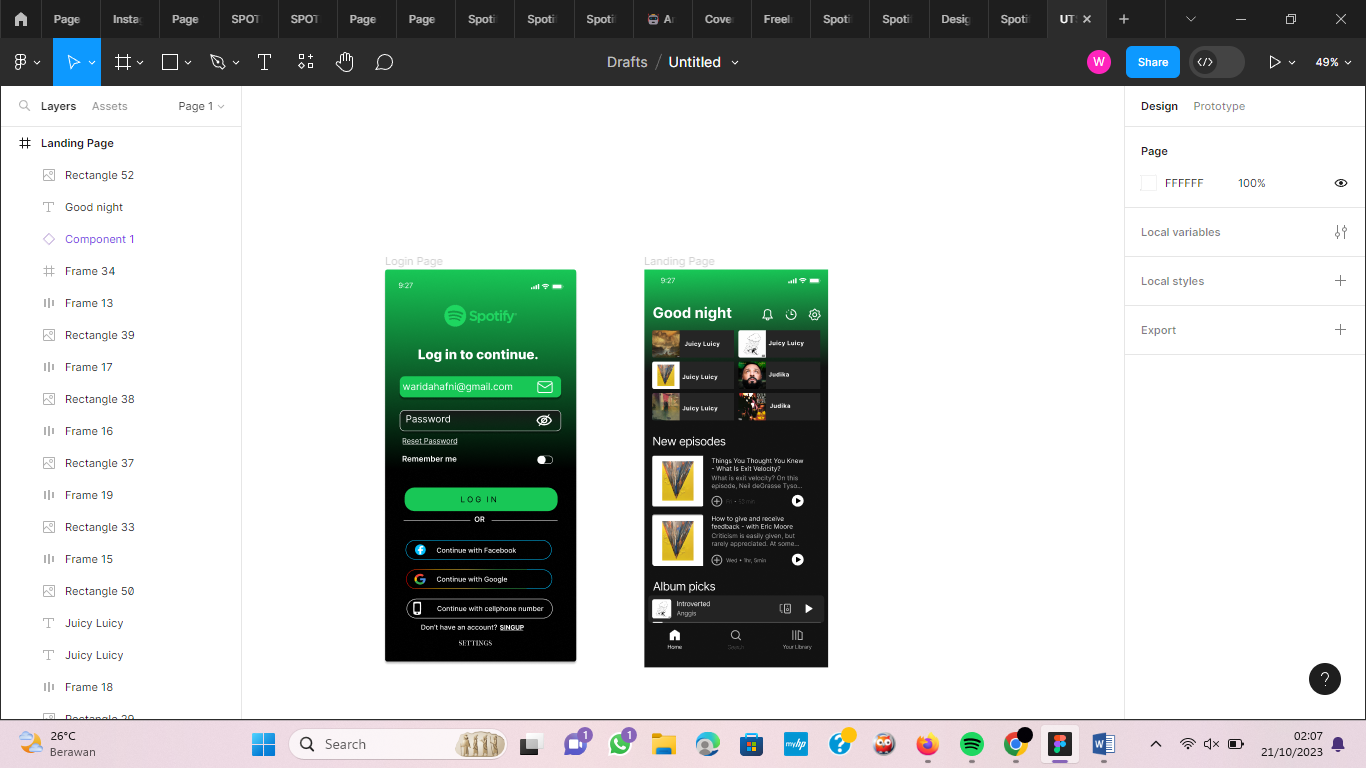 Page
Insta
Page
SPOT
SPOT
Page
Page
Spoti
Spoti
Spoti
A
Cove
Freel
Spoti
Spoti
Desig
Spoti
UT
Drafts / Untitled
W
Share
49%
Layers
Assets
Page 1
Design
Prototype
Landing Page
Rectangle 52
Good night
Component 1
Frame 34
Frame 13
Rectangle 39
Frame 17
Rectangle 38
Frame 16
Rectangle 37
Frame 19
Rectangle 33
Frame 15
Rectangle 50
Juicy Luicy
Juicy Luicy
Frame 18
Rectangle 29
Login Page
9:27
Spotify
Log in to continue.
waridahafni@gmail.com
Password
Reset Password
Remember me
LOG IN
OR
Continue with Facebook
Continue with Google
Continue with cellphone number
Don't have an account? SINGUP
SETTINGS
Landing Page
9:27
Good night
Juicy Luicy
Juicy Luicy
Juicy Luicy
Judika
Juicy Luicy
Judika
New episodes
Things You Thought You Knew
- What Is Exit Velocity?
What is exit velocity? On this
episode, Neil deGrasse Tyso...
How to give and receive
feedback - with Eric Moore
Criticism is easily given, but
rarely appreciated. At some...
Wed • 1hr, 5min
Album picks
Introverted
Anggis
Home
Search
Your Library
Page
FFFFFF
100%
Local variables
Local styles
Export
?
26°C
Berawan
Search
1
1
myhp
02:07
21/10/2023